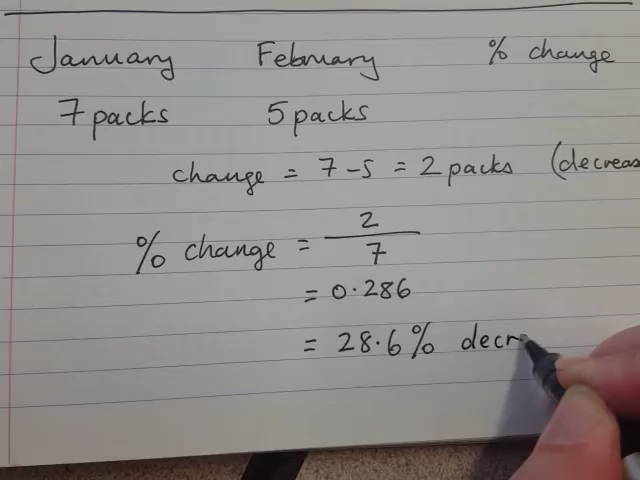 January February % change
7 packs 5 packs
change = 7 - 5 = 2 packs (decreas
% change = 2/7
= 0.286
= 28.6% decr